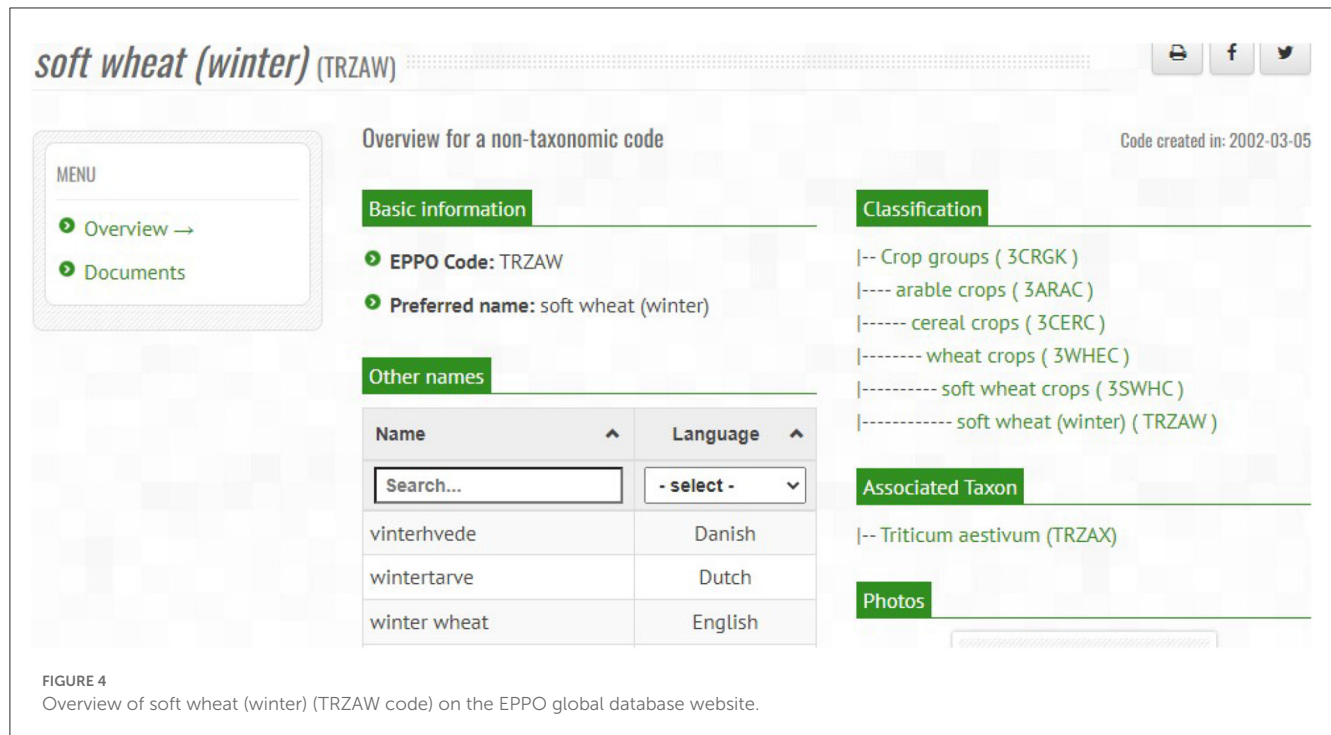 soft wheat (winter) (TRZAW)
MENU
Overview →
Documents
Overview for a non-taxonomic code
Code created in: 2002-03-05
Basic information
EPPO Code: TRZAW
Preferred name: soft wheat (winter)
Other names
Name Language
Search... - select -
vinterhvede Danish
wintertarve Dutch
winter wheat English
Classification
|-- Crop groups ( 3CRGK )
|---- arable crops ( 3ARAC )
|------ cereal crops ( 3CERC )
|-------- wheat crops ( 3WHEC )
|---------- soft wheat crops ( 3SWHC )
|------------ soft wheat (winter) ( TRZAW )
Associated Taxon
|-- Triticum aestivum (TRZAX)
Photos
FIGURE 4
Overview of soft wheat (winter) (TRZAW code) on the EPPO global database website.